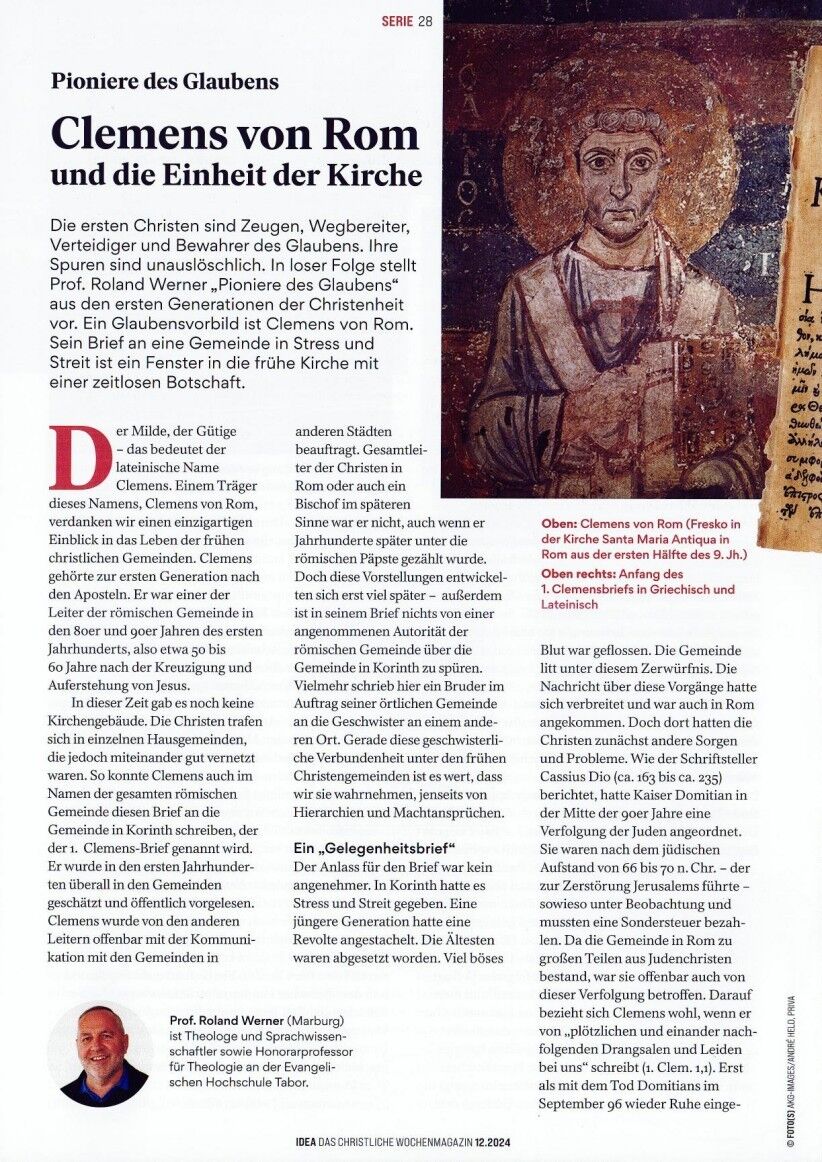 SERIE 28
Pioniere des Glaubens
Clemens von Rom
und die Einheit der Kirche
Die ersten Christen sind Zeugen, Wegbereiter,
Verteidiger und Bewahrer des Glaubens. Ihre
Spuren sind unauslöschlich. In loser Folge stellt
Prof. Roland Werner „Pioniere des Glaubens“
aus den ersten Generationen der Christenheit
vor. Ein Glaubensvorbild ist Clemens von Rom.
Sein Brief an eine Gemeinde in Stress und
Streit ist ein Fenster in die frühe Kirche mit
einer zeitlosen Botschaft.
Der Milde, der Gütige
– das bedeutet der
lateinische Name
Clemens. Einem Träger
dieses Namens, Clemens von Rom,
verdanken wir einen einzigartigen
Einblick in das Leben der frühen
christlichen Gemeinden. Clemens
gehörte zur ersten Generation nach
den Aposteln. Er war einer der
Leiter der römischen Gemeinde in
den 80er und 90er Jahren des ersten
Jahrhunderts, also etwa 50 bis
60 Jahre nach der Kreuzigung und
Auferstehung von Jesus.
In dieser Zeit gab es noch keine
Kirchengebäude. Die Christen trafen
sich in einzelnen Hausgemeinden,
die jedoch miteinander gut vernetzt
waren. So konnte Clemens auch im
Namen der gesamten römischen
Gemeinde diesen Brief an die
Gemeinde in Korinth schreiben, der
der 1. Clemens-Brief genannt wird.
Er wurde in den ersten Jahrhunder-
ten überall in den Gemeinden
geschätzt und öffentlich vorgelesen.
Clemens wurde von den anderen
Leitern offenbar mit der Kommuni-
kation mit den Gemeinden in
anderen Städten
beauftragt. Gesamtlei-
ter der Christen in
Rom oder auch ein
Bischof im späteren
Sinne war er nicht, auch wenn er
Jahrhunderte später unter die
römischen Päpste gezählt wurde.
Doch diese Vorstellungen entwickel-
ten sich erst viel später – außerdem
ist in seinem Brief nichts von einer
angenommenen Autorität der
römischen Gemeinde über die
Gemeinde in Korinth zu spüren.
Vielmehr schrieb hier ein Bruder im
Auftrag seiner örtlichen Gemeinde
an die Geschwister an einem ande-
ren Ort. Gerade diese geschwisterli-
che Verbundenheit unter den frühen
Christengemeinden ist es wert, dass
wir sie wahrnehmen, jenseits von
Hierarchien und Machtansprüchen.
Ein „Gelegenheitsbrief“
Der Anlass für den Brief war kein
angenehmer. In Korinth hatte es
Stress und Streit gegeben. Eine
jüngere Generation hatte eine
Revolte angestachelt. Die Ältesten
waren abgesetzt worden. Viel böses
Oben: Clemens von Rom (Fresko in
der Kirche Santa Maria Antiqua in
Rom aus der ersten Hälfte des 9. Jh.)
Oben rechts: Anfang des
1. Clemensbriefs in Griechisch und
Lateinisch
Blut war geflossen. Die Gemeinde
litt unter diesem Zerwürfnis. Die
Nachricht über diese Vorgänge hatte
sich verbreitet und war auch in Rom
angekommen. Doch dort hatten die
Christen zunächst andere Sorgen
und Probleme. Wie der Schriftsteller
Cassius Dio (ca. 163 bis ca. 235)
berichtet, hatte Kaiser Domitian in
der Mitte der 90er Jahre eine
Verfolgung der Juden angeordnet.
Sie waren nach dem jüdischen
Aufstand von 66 bis 70 n. Chr. – der
zur Zerstörung Jerusalems führte –
sowieso unter Beobachtung und
mussten eine Sondersteuer bezah-
len. Da die Gemeinde in Rom zu
großen Teilen aus Judenchristen
bestand, war sie offenbar auch von
dieser Verfolgung betroffen. Darauf
bezieht sich Clemens wohl, wenn er
von „plötzlichen und einander nach-
folgenden Drangsalen und Leiden
bei uns“ schreibt (1. Clem. 1,1). Erst
als mit dem Tod Domitians im
September 96 wieder Ruhe einge-
Prof. Roland Werner (Marburg)
ist Theologe und Sprachwissen-
schaftler sowie Honorarprofessor
für Theologie an der Evangeli-
schen Hochschule Tabor.
IDEA DAS CHRISTLICHE WOCHENMAGAZIN 12.2024
© FOTO(S) AKG-IMAGES/ANDRÉ HELD, PRIVA